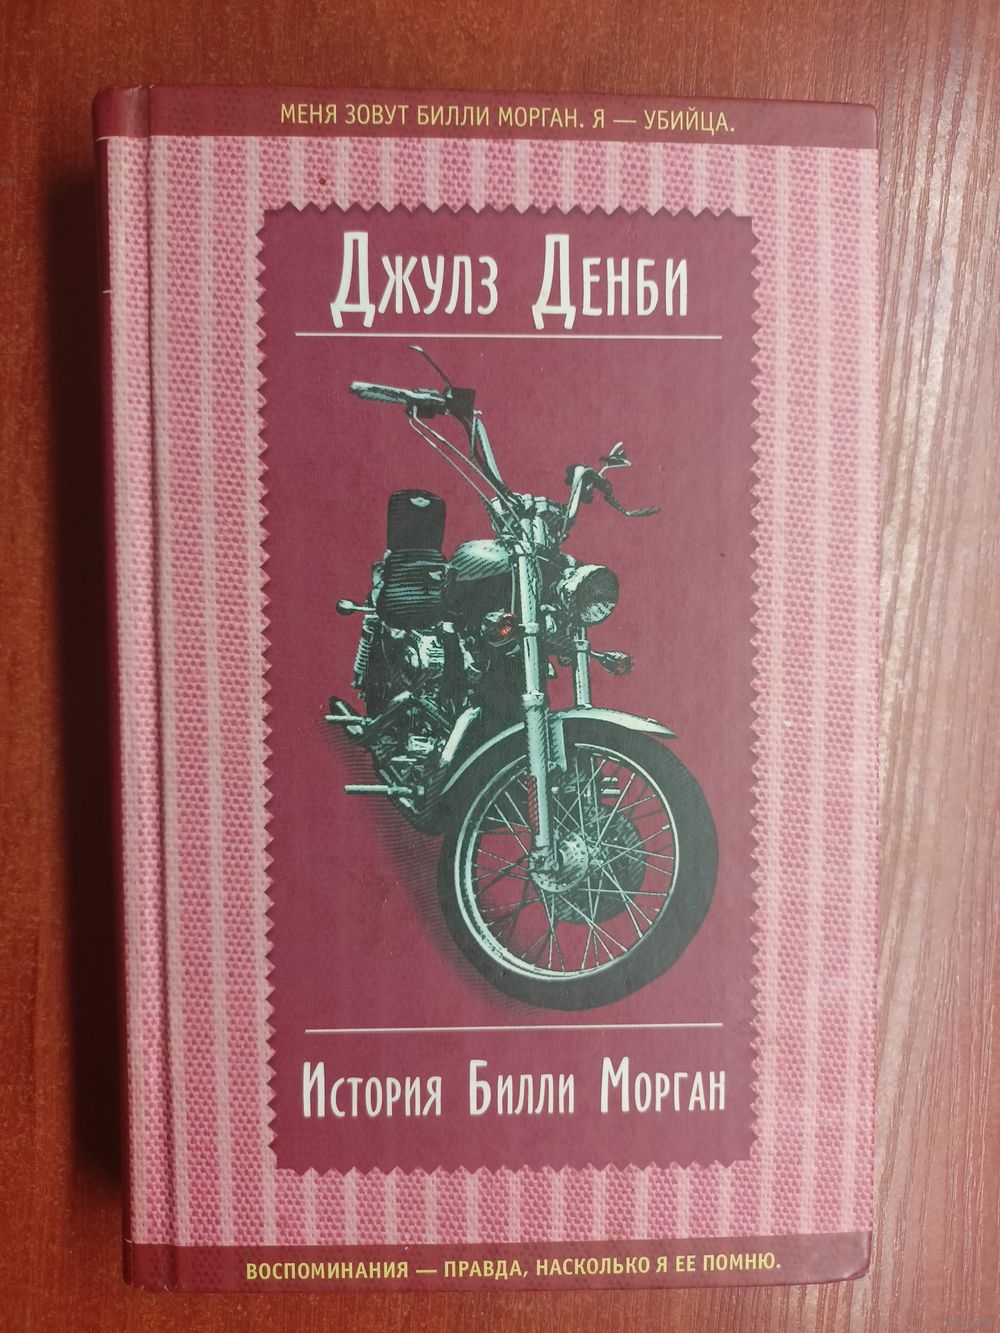 МЕНЯ ЗОВУТ БИЛЛИ МОРГАН. Я — УБИЙЦА.
ДЖУЛЗ ДЕНБИ
ИСТОРИЯ БИЛЛИ МОРГАН
ВОСПОМИНАНИЯ — ПРАВДА, НАСКОЛЬКО Я ЕЕ ПОМНЮ.